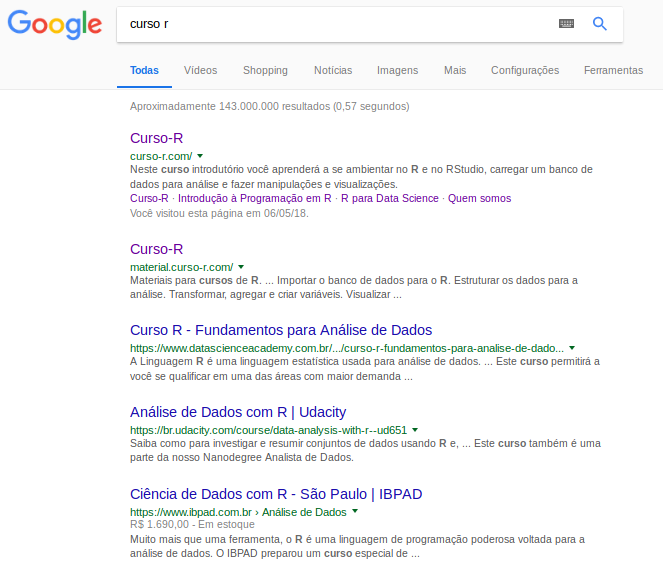 Google
curso r
Todas Vídeos Shopping Notícias Imagens Mais Configurações Ferramentas
Aproximadamente 143.000.000 resultados (0,57 segundos)
Curso-R
curso-r.com/
Neste curso introdutório você aprenderá a se ambientar no R e no RStudio, carregar um banco de
dados para análise e fazer manipulações e visualizações.
Curso-R · Introdução à Programação em R · R para Data Science · Quem somos
Você visitou esta página em 06/05/18.
Curso-R
material.curso-r.com/
Materiais para cursos de R. ... Importar o banco de dados para o R. Estruturar os dados para a
análise. Transformar, agregar e criar variáveis. Visualizar ...
Curso R - Fundamentos para Análise de Dados
https://www.datascienceacademy.com.br/.../curso-r-fundamentos-para-analise-de-dado...
A Linguagem R é uma linguagem estatística usada para análise de dados. ... Este curso permitirá a
você se qualificar em uma das áreas com maior demanda ...
Análise de Dados com R | Udacity
https://br.udacity.com/course/data-analysis-with-r--ud651
Saiba como para investigar e resumir conjuntos de dados usando R e, ... Este curso também é uma
parte da nosso Nanodegree Analista de Dados.
Ciência de Dados com R - São Paulo | IBPAD
https://www.ibpad.com.br › Análise de Dados
R$ 1.690,00 - Em estoque
Muito mais que uma ferramenta, o R é uma linguagem de programação poderosa voltada para a
análise de dados. O IBPAD preparou um curso especial de ...